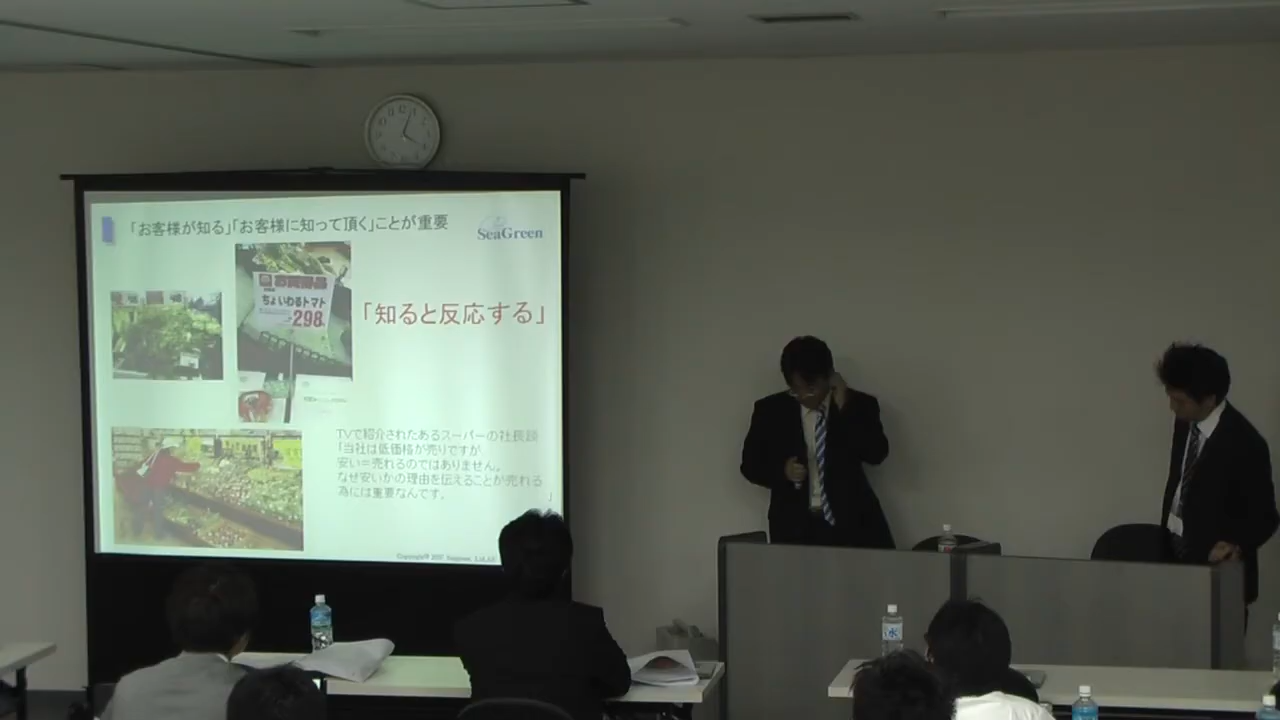 「お客様が知る」「お客様に知って頂く」ことが重要
SeaGreen
お買得品
ちょいわるトマト
298
「知ると反応する」
TVで紹介されたあるスーパーの社長談
「当社は低価格が売りですが、
安い＝売れるのではありません。
なぜ安いかの理由を伝えることが売れる
為には重要なんです。
」
水